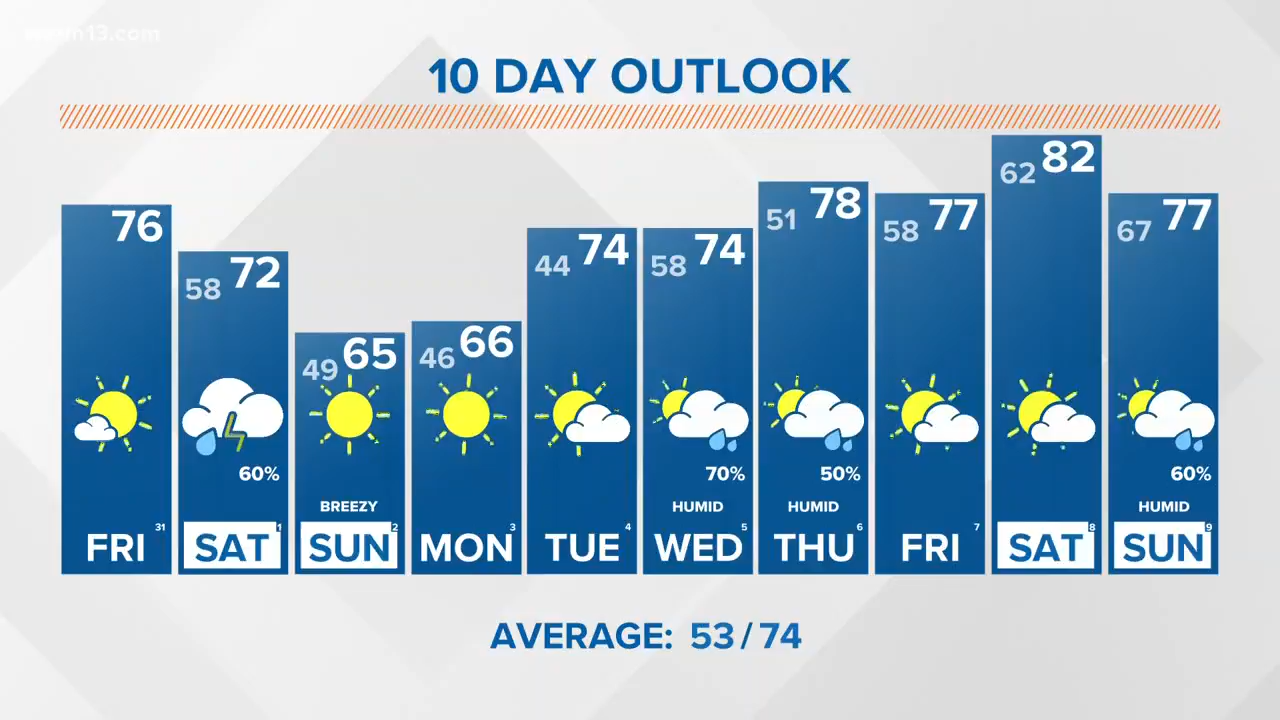 10 DAY OUTLOOK
76
FRI 31
58 72
60%
SAT 1
49 65
BREEZY
SUN 2
46 66
MON 3
44 74
TUE 4
58 74
70%
HUMID
WED 5
51 78
50%
HUMID
THU 6
58 77
FRI 7
62 82
SAT 8
67 77
60%
HUMID
SUN 9
AVERAGE: 53/74